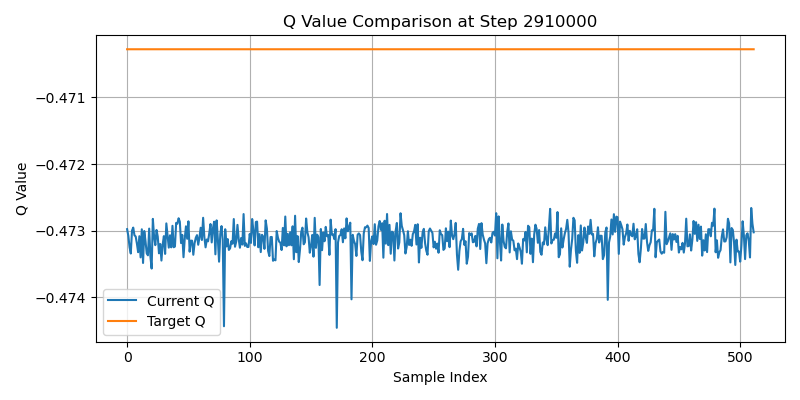 Q Value Comparison at Step 2910000
Q Value
−0.471
−0.472
−0.473
−0.474
Current Q
Target Q
0
100
200
300
400
500
Sample Index